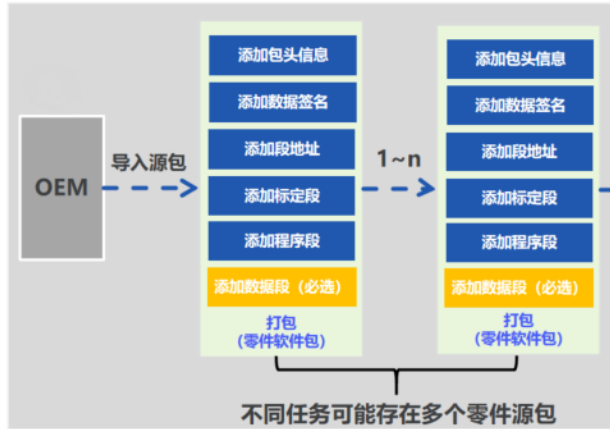 OEM
导入源包
添加包头信息
添加数据签名
添加段地址
添加标定段
添加程序段
添加数据段（必选）
打包
（零件软件包）
1~n
添加包头信息
添加数据签名
添加段地址
添加标定段
添加程序段
添加数据段（必选）
打包
（零件软件包）
不同任务可能存在多个零件源包